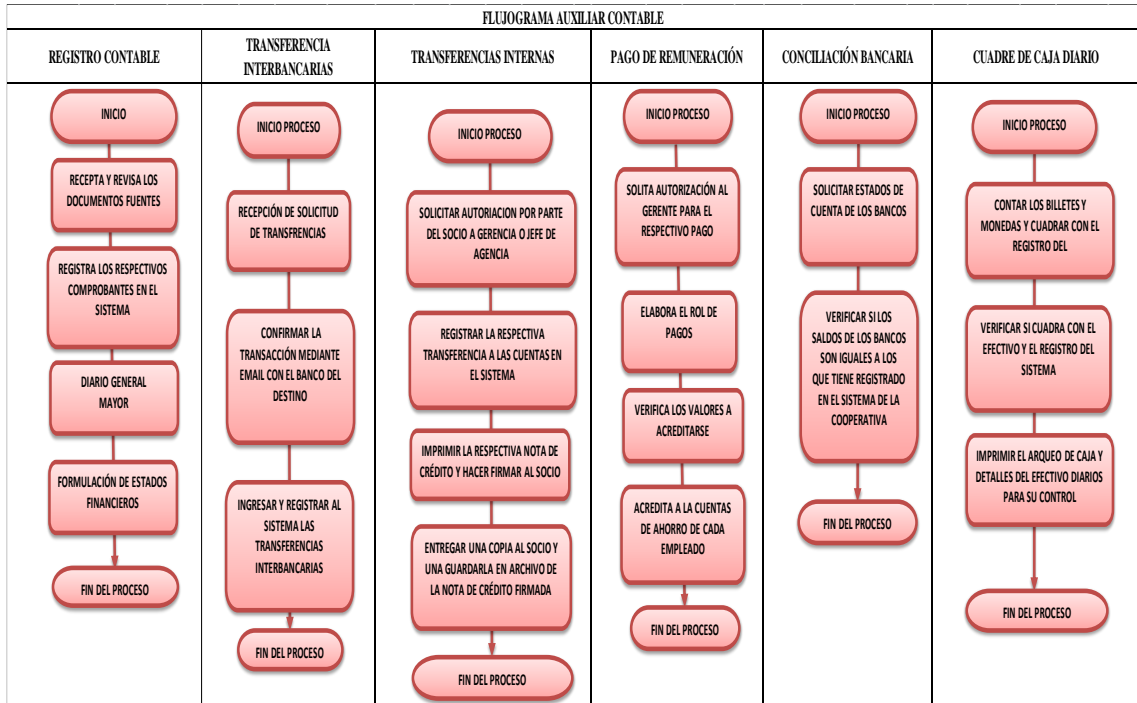 FLUJOGRAMA AUXILIAR CONTABLE
REGISTRO CONTABLE
INICIO
RECEPTA Y REVISA LOS
DOCUMENTOS FUENTES
REGISTRA LOS RESPECTIVOS
COMPROBANTES EN EL
SISTEMA
DIARIO GENERAL
MAYOR
FORMULACIÓN DE ESTADOS
FINANCIEROS
FIN DEL PROCESO
TRANSFERENCIA
INTERBANCARIAS
INICIO PROCESO
RECEPCIÓN DE SOLICITUD
DE TRANSFRENCIAS
CONFIRMAR LA
TRANSACCIÓN MEDIANTE
EMAIL CON EL BANCO DEL
DESTINO
INGRESAR Y REGISTRAR AL
SISTEMA LAS
TRANSFERENCIAS
INTERBANCARIAS
FIN DEL PROCESO
TRANSFERENCIAS INTERNAS
INICIO PROCESO
SOLICITAR AUTORIACION POR PARTE
DEL SOCIO A GERENCIA O JEFE DE
AGENCIA
REGISTRAR LA RESPECTIVA
TRANSFERENCIA A LAS CUENTAS EN
EL SISTEMA
IMPRIMIR LA RESPECTIVA NOTA DE
CRÉDITO Y HACER FIRMAR AL SOCIO
ENTREGAR UNA COPIA AL SOCIO Y
UNA GUARDARLA EN ARCHIVO DE
LA NOTA DE CRÉDITO FIRMADA
FIN DEL PROCESO
PAGO DE REMUNERACIÓN
INICIO PROCESO
SOLITA AUTORIZACIÓN AL
GERENTE PARA EL
RESPECTIVO PAGO
ELABORA EL ROL DE
PAGOS
VERIFICA LOS VALORES A
ACREDITARSE
ACREDITA A LA CUENTAS
DE AHORRO DE CADA
EMPLEADO
FIN DEL PROCESO
CONCILIACIÓN BANCARIA
INICIO PROCESO
SOLICITAR ESTADOS DE
CUENTA DE LOS BANCOS
VERIFICAR SI LOS
SALDOS DE LOS BANCOS
SON IGUALES A LOS
QUE TIENE REGISTRADO
EN EL SISTEMA DE LA
COOPERATIVA
FIN DEL PROCESO
CUADRE DE CAJA DIARIO
INICIO PROCESO
CONTAR LOS BILLETES Y
MONEDAS Y CUADRAR CON EL
REGISTRO DEL
VERIFICAR SI CUADRA CON EL
EFECTIVO Y EL REGISTRO DEL
SISTEMA
IMPRIMIR EL ARQUEO DE CAJA Y
DETALLES DEL EFECTIVO DIARIOS
PARA SU CONTROL
FIN DEL PROCESO